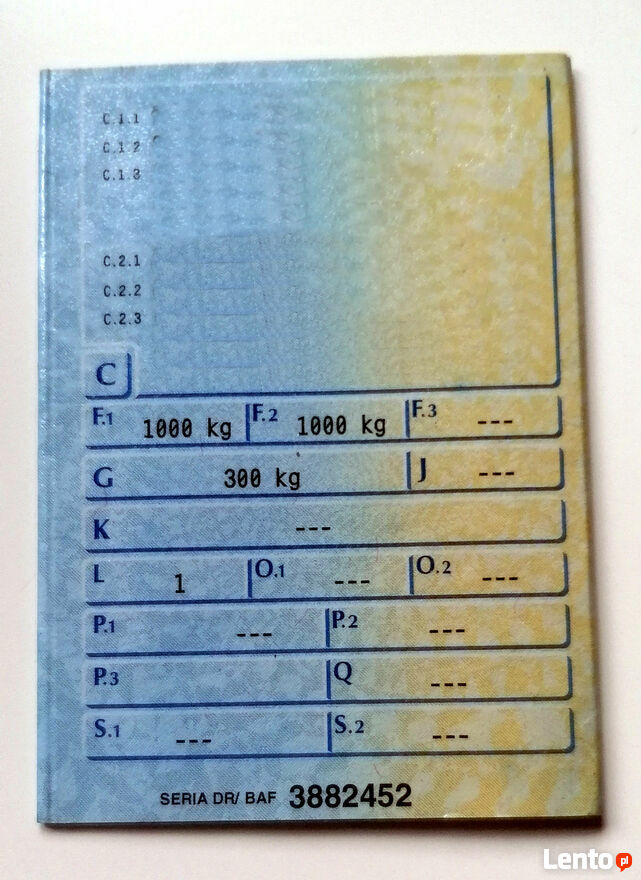 C.1.1
C.1.2
C.1.3
C.2.1
C.2.2
C.2.3
C
F.1 1000 kg F.2 1000 kg F.3 ---
G 300 kg J ---
K ---
L 1 O.1 --- O.2 ---
P.1 --- P.2 ---
P.3 Q ---
S.1 --- S.2 ---
SERIA DR/ BAF 3882452
Lento.pl